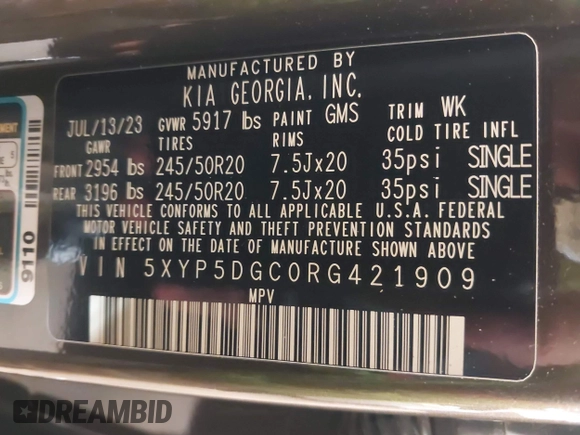 MANUFACTURED BY
KIA GEORGIA, INC.
JUL/13/23 GVWR 5917 lbs PAINT GMS TRIM WK
GAWR TIRES RIMS COLD TIRE INFL
FRONT 2954 lbs 245/50R20 7.5Jx20 35psi SINGLE
REAR 3196 lbs 245/50R20 7.5Jx20 35psi SINGLE
THIS VEHICLE CONFORMS TO ALL APPLICABLE U.S.A. FEDERAL
MOTOR VEHICLE SAFETY AND THEFT PREVENTION STANDARDS
IN EFFECT ON THE DATE OF MANUFACTURE SHOWN ABOVE.
VIN 5XYP5DGC0RG421909
MPV
9110
DREAMBID